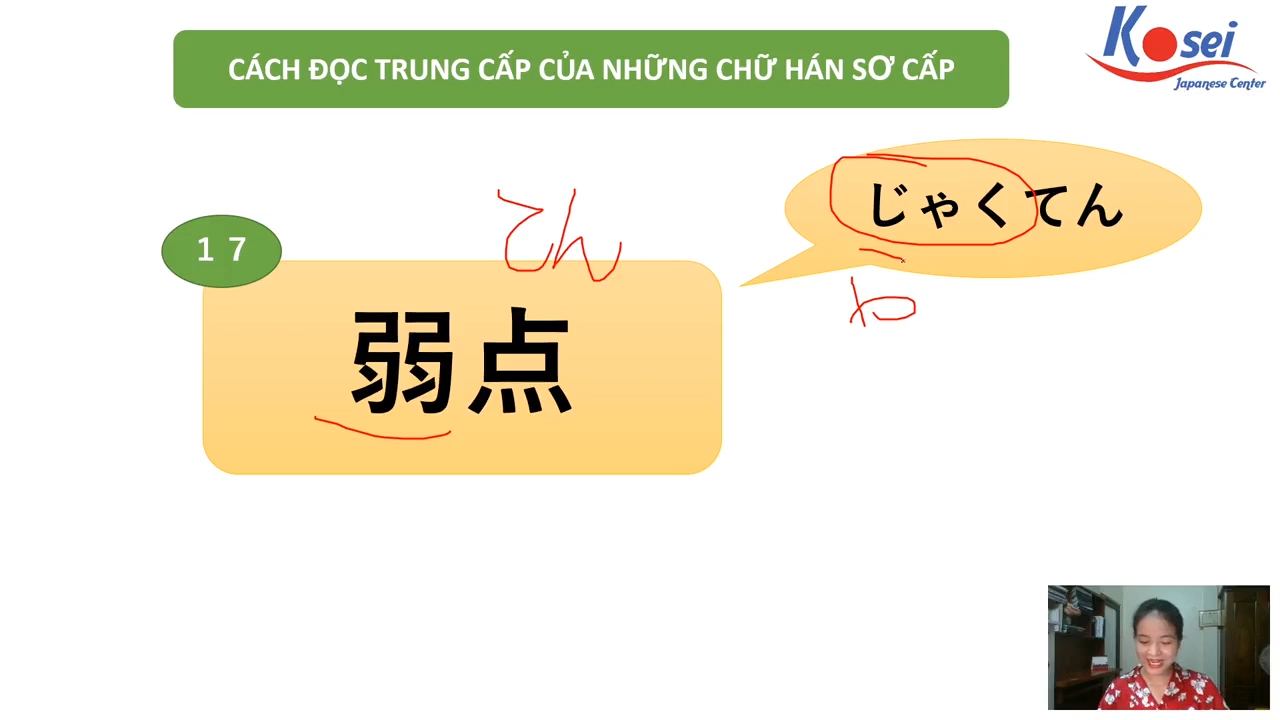 Kosei
Japanese Center
CÁCH ĐỌC TRUNG CẤP CỦA NHỮNG CHỮ HÁN SƠ CẤP
じゃくてん
てん
１７
弱点